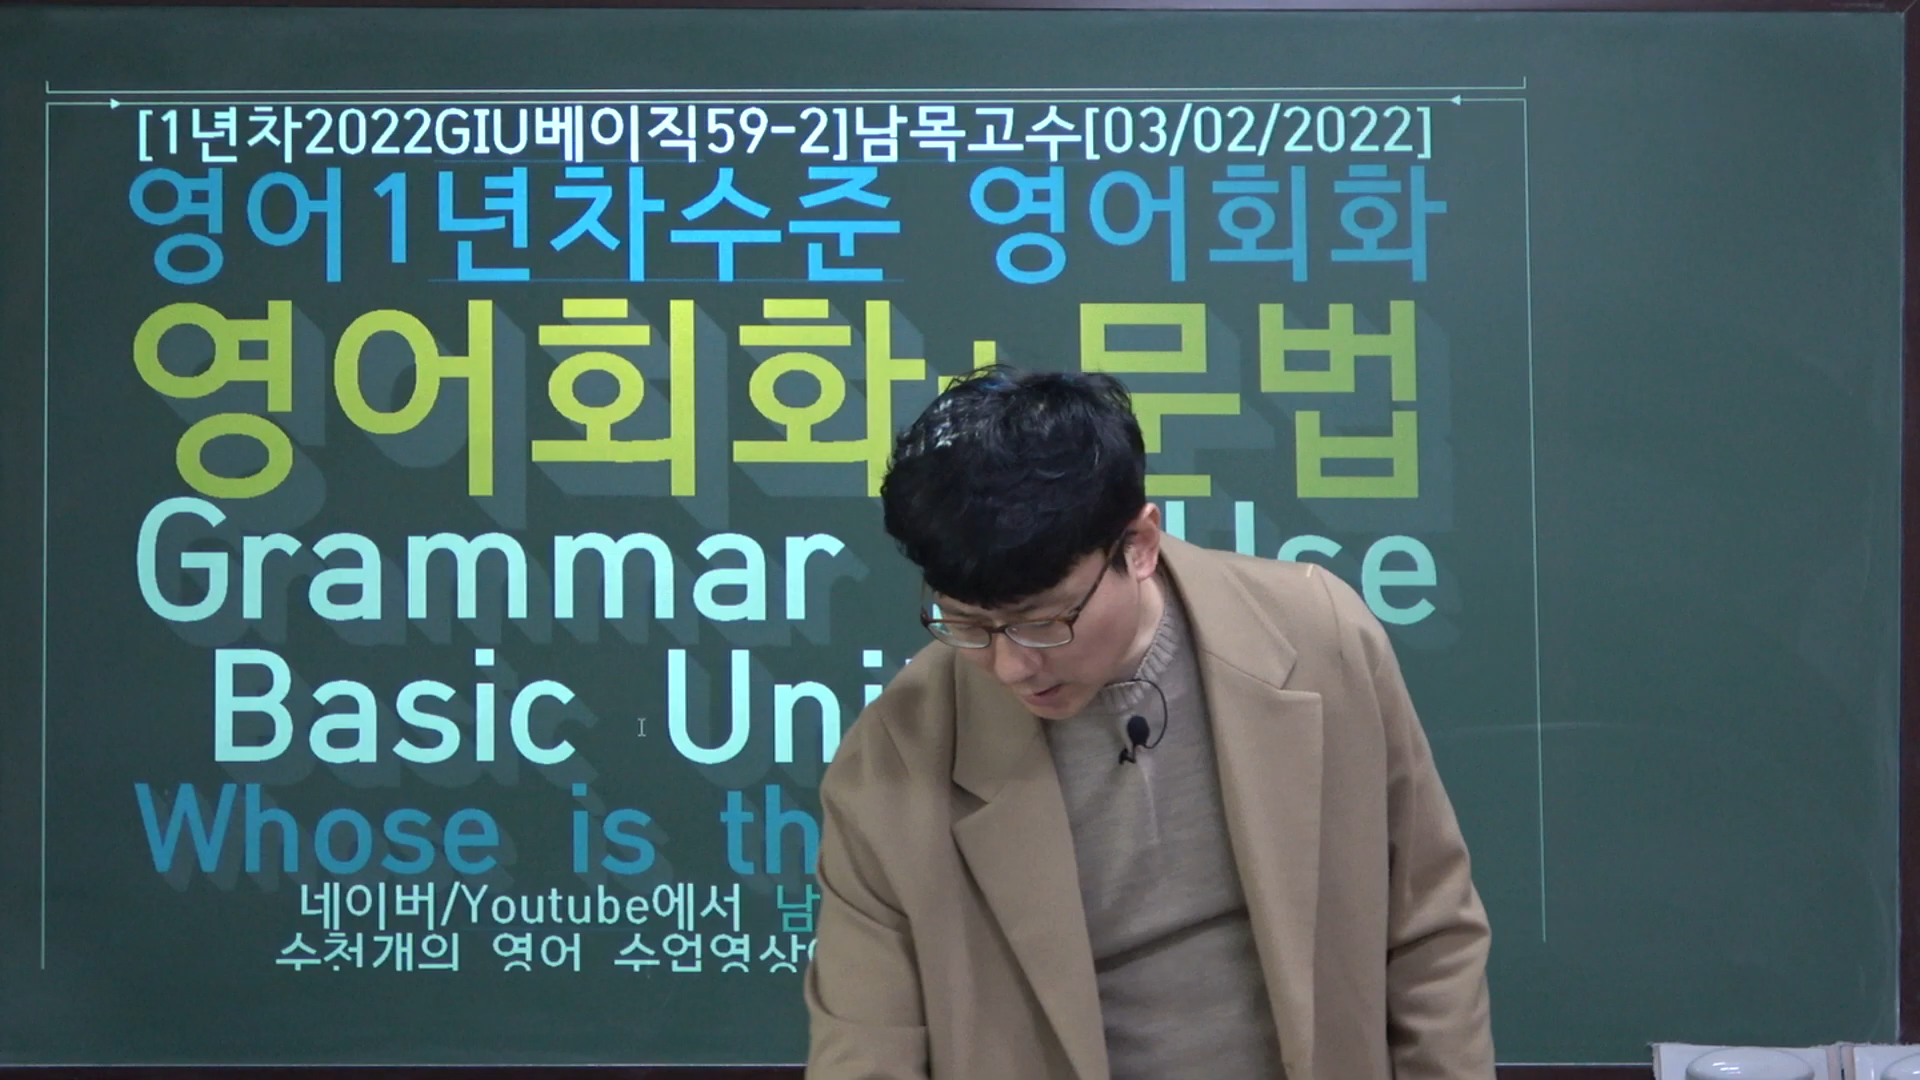 [1년차2022GIU베이직59-2]남목고수[03/02/2022]
영어1년차수준 영어회화
영어회화+문법
Grammar Use
Basic Uni
Whose is th
네이버/Youtube에서 남
수천개의 영어 수업영상